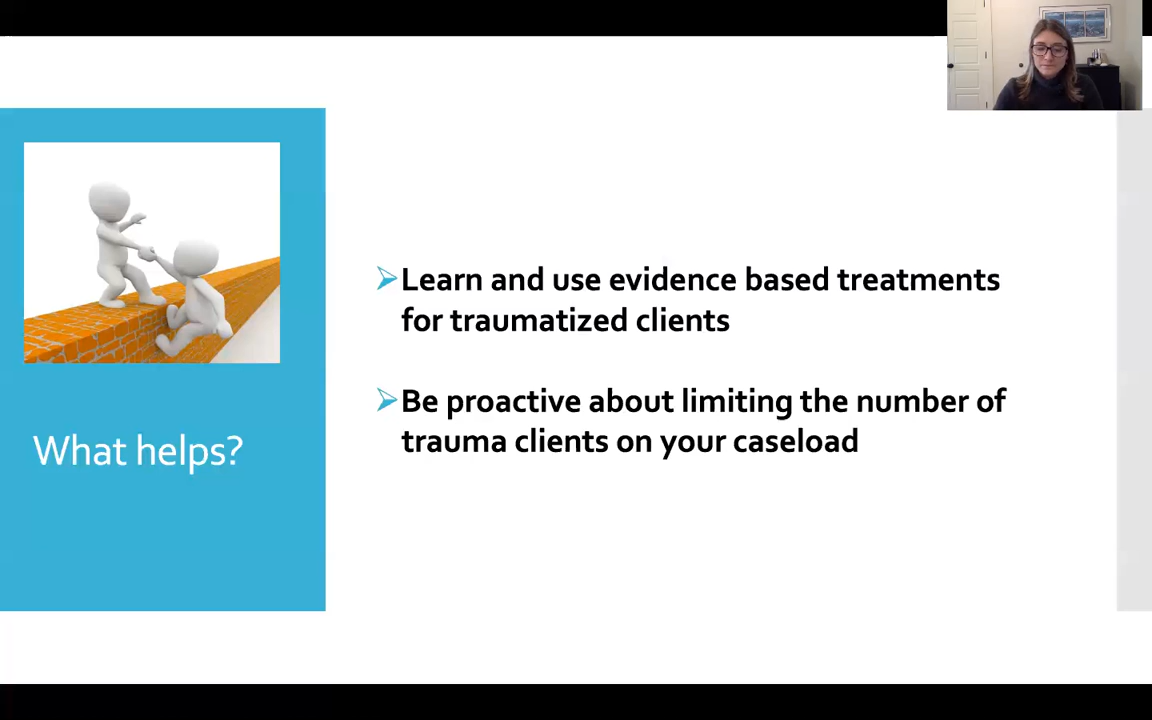 What helps?
Learn and use evidence based treatments
for traumatized clients
Be proactive about limiting the number of
trauma clients on your caseload